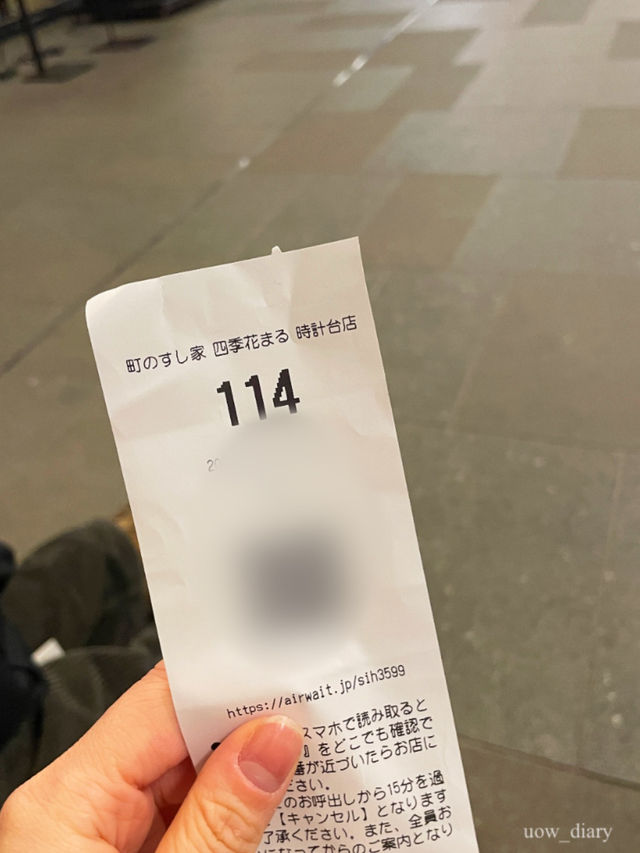 町のすし家 四季花まる 時計台店
114
https://airwait.jp/sih3599
スマホで読み取ると
』をどこでも確認で
番が近づいたらお店に
ださい。
のお呼出しから15分を過
【キャンセル】となります
了承ください。また、全員お
になってからのご案内となり
uow_diary